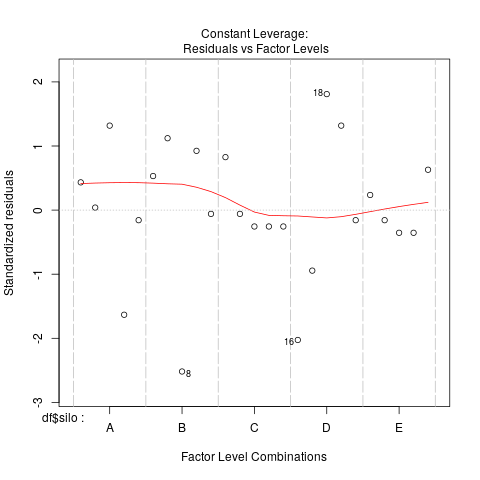 Constant Leverage:
Residuals vs Factor Levels
Standardized residuals
2
1
0
-1
-2
-3
18
16
8
df$silo :
A B C D E
Factor Level Combinations